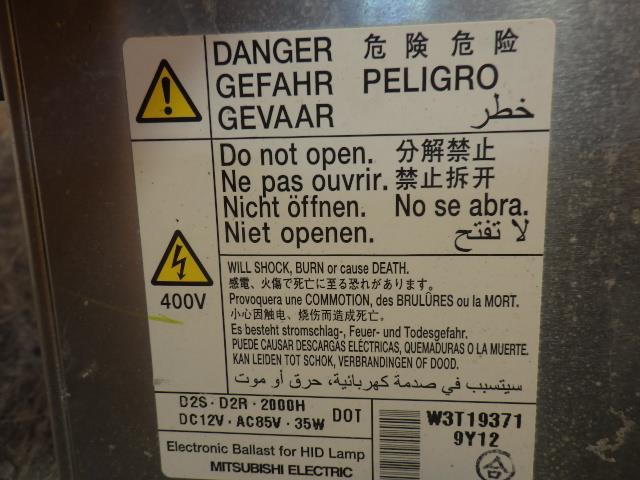 DANGER 危険 危险
GEFAHR PELIGRO
GEVAAR خطر
Do not open. 分解禁止
Ne pas ouvrir. 禁止拆开
Nicht öffnen. No se abra.
Niet openen. لا تفتح
400V
WILL SHOCK, BURN or cause DEATH.
感電、火傷で死亡に至る恐れがあります。
Provoquera une COMMOTION, des BRULÛRES ou la MORT.
小心因触电、烧伤而造成死亡。
Es besteht stromschlag-, Feuer- und Todesgefahr.
PUEDE CAUSAR DESCARGAS ELÉCTRICAS, QUEMADURAS O LA MUERTE.
KAN LEIDEN TOT SCHOK, VERBRANDINGEN OF DOOD.
سيتسبب في صدمة كهربائية، حرق أو موت
D2S・D2R・2000H DOT
DC12V・AC85V・35W
Electronic Ballast for HID Lamp
MITSUBISHI ELECTRIC
W3T19371
9Y12
合